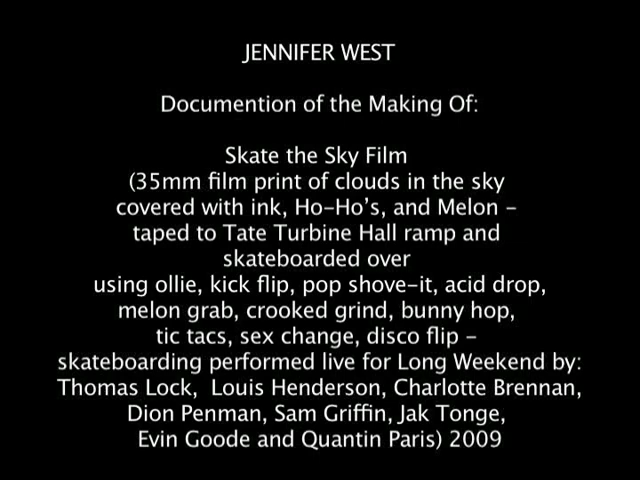 JENNIFER WEST
Documention of the Making Of:
Skate the Sky Film
(35mm film print of clouds in the sky
covered with ink, Ho-Ho's, and Melon –
taped to Tate Turbine Hall ramp and
skateboarded over
using ollie, kick flip, pop shove-it, acid drop,
melon grab, crooked grind, bunny hop,
tic tacs, sex change, disco flip –
skateboarding performed live for Long Weekend by:
Thomas Lock, Louis Henderson, Charlotte Brennan,
Dion Penman, Sam Griffin, Jak Tonge,
Evin Goode and Quantin Paris) 2009